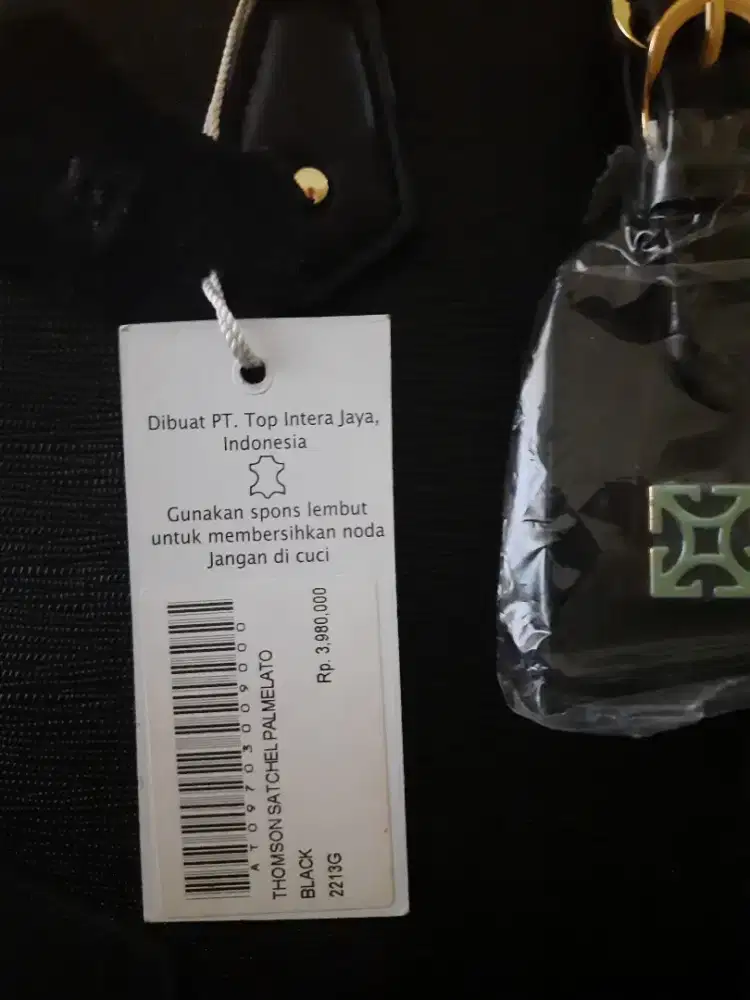 Dibuat PT. Top Intera Jaya,
Indonesia
Gunakan spons lembut
untuk membersihkan noda
Jangan di cuci
AT09703009000
THOMSON SATCHEL PALMELATO
BLACK
2213G
Rp. 3,980,000